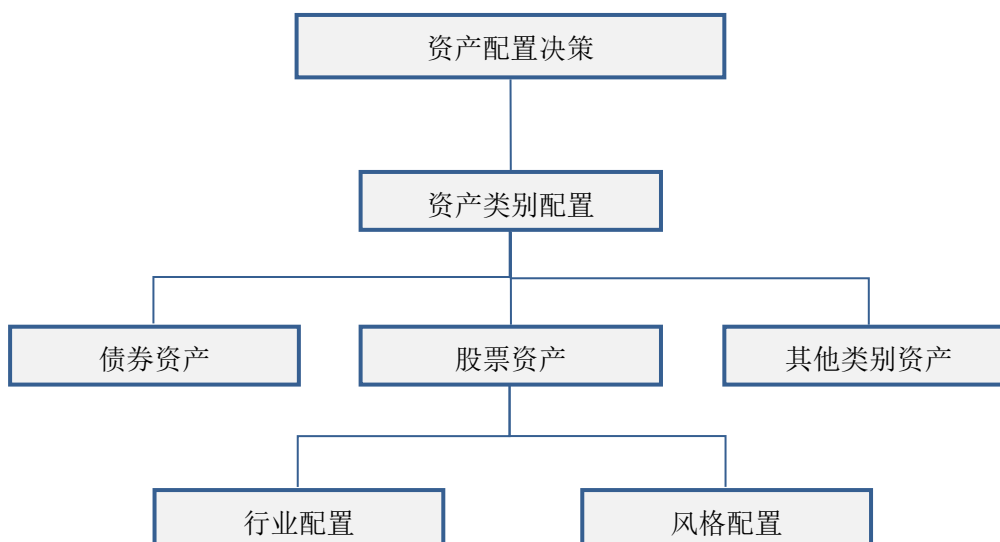 资产配置决策
资产类别配置
债券资产
股票资产
其他类别资产
行业配置
风格配置